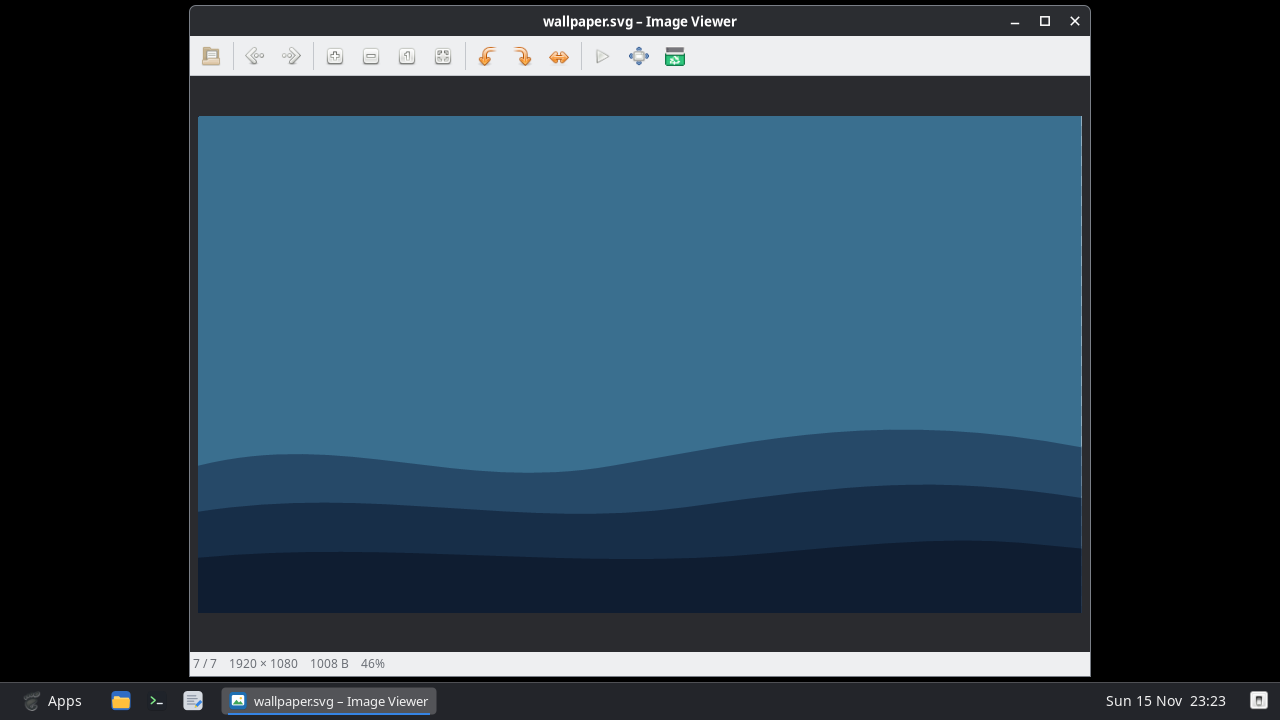 wallpaper.svg – Image Viewer
7 / 7 1920 × 1080 1008 B 46%
Apps
wallpaper.svg – Image Viewer
Sun 15 Nov 23:23